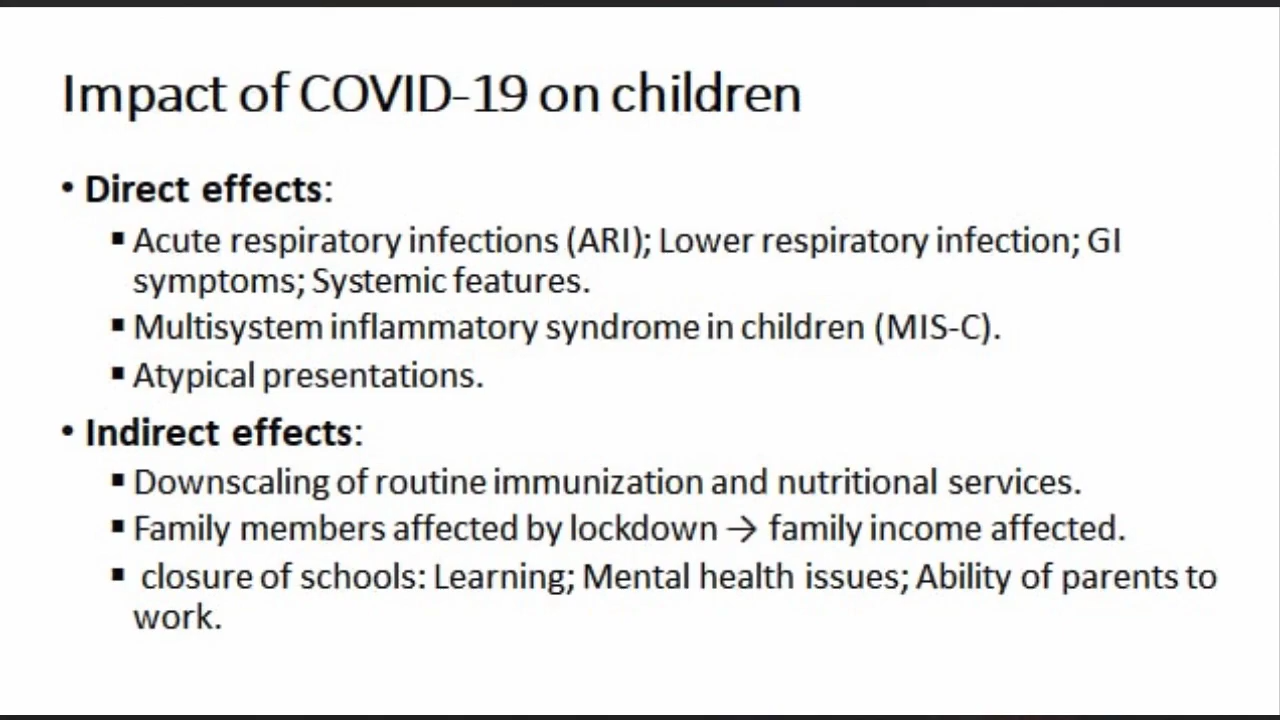 Impact of COVID-19 on children
• Direct effects:
▪ Acute respiratory infections (ARI); Lower respiratory infection; GI
symptoms; Systemic features.
▪ Multisystem inflammatory syndrome in children (MIS-C).
▪ Atypical presentations.
• Indirect effects:
▪ Downscaling of routine immunization and nutritional services.
▪ Family members affected by lockdown → family income affected.
▪ closure of schools: Learning; Mental health issues; Ability of parents to
work.